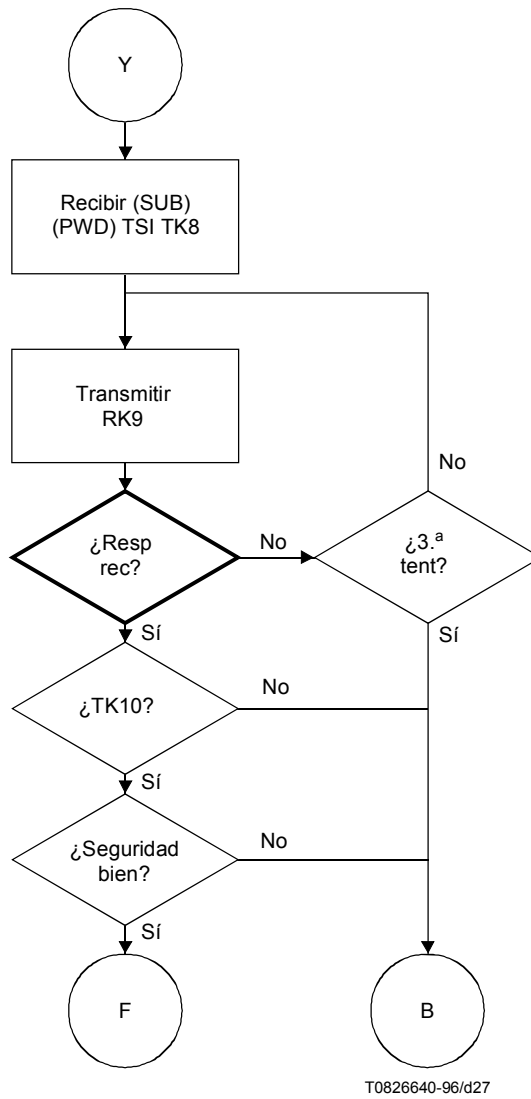 Y
Recibir (SUB)
(PWD) TSI TK8
Transmitir
RK9
No
¿Resp
rec?
No
¿3.ª
tent?
Sí
Sí
¿TK10?
No
Sí
¿Seguridad
bien?
No
Sí
F
B
T0826640-96/d27